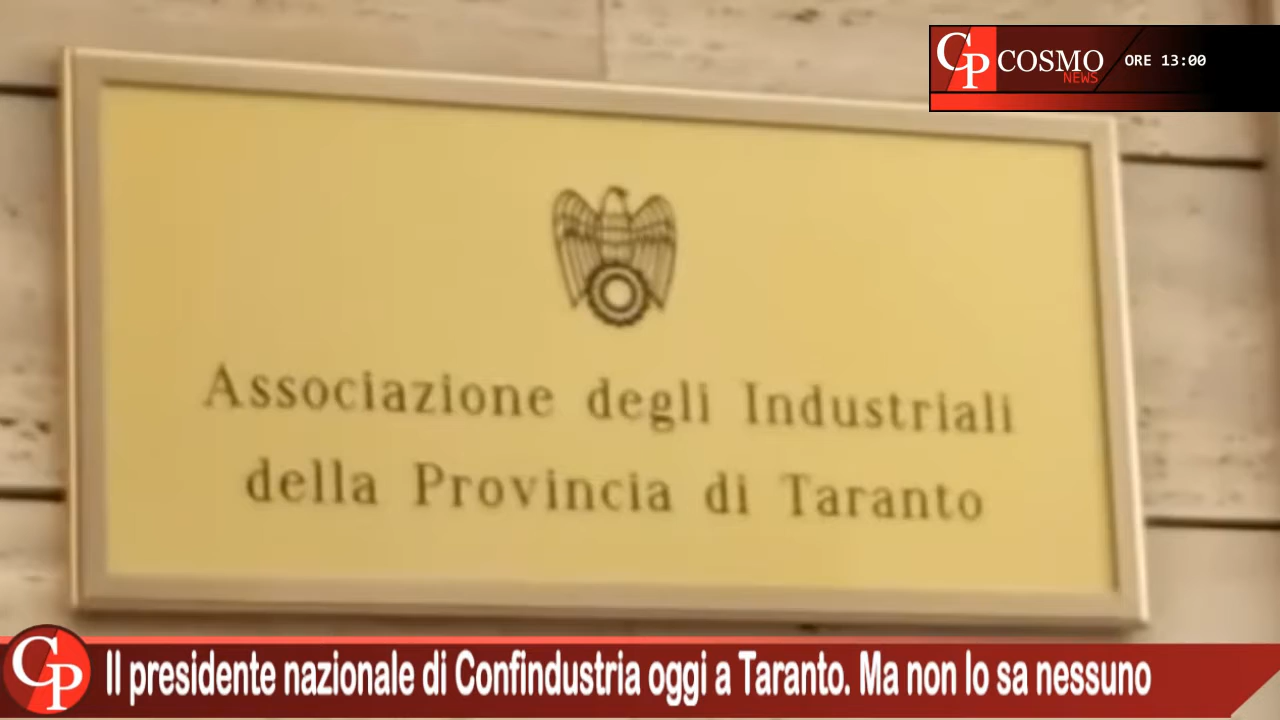 CP COSMO NEWS ORE 13:00
Associazione degli Industriali
della Provincia di Taranto
CP Il presidente nazionale di Confindustria oggi a Taranto. Ma non lo sa nessuno